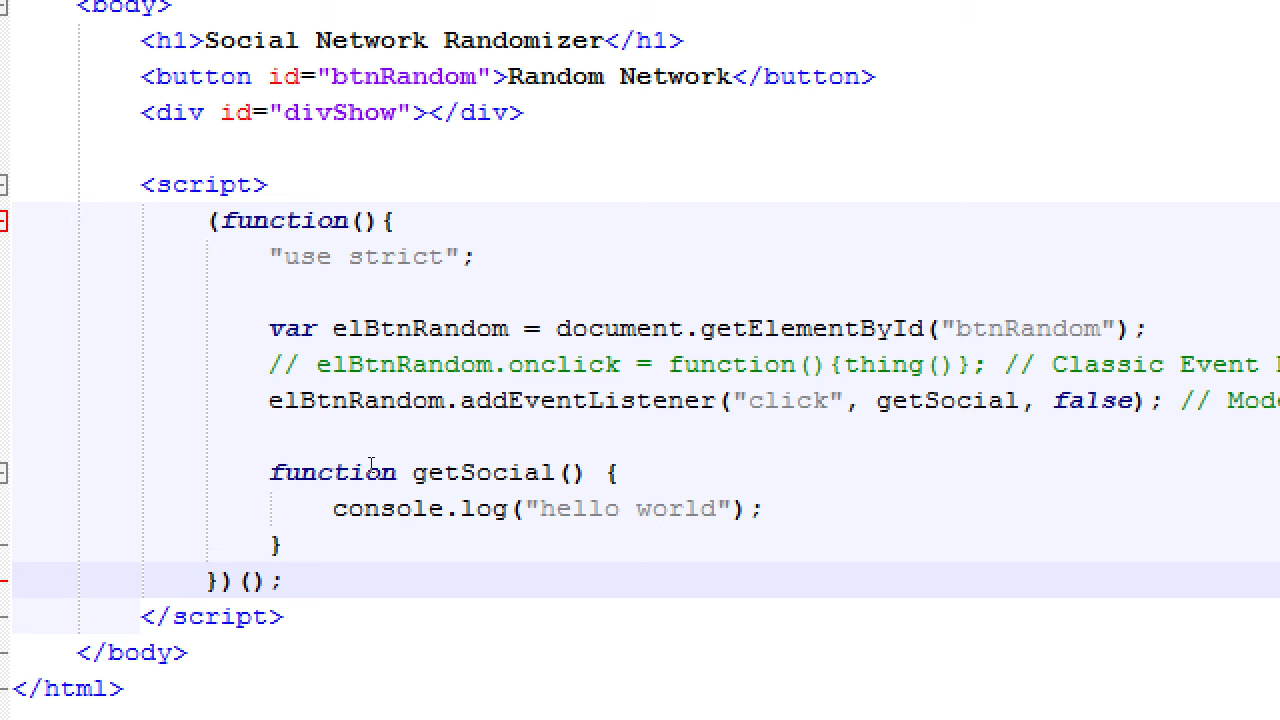 <body>
<h1>Social Network Randomizer</h1>
<button id="btnRandom">Random Network</button>
<div id="divShow"></div>
<script>
(function(){
"use strict";
var elBtnRandom = document.getElementById("btnRandom");
// elBtnRandom.onclick = function(){thing()}; // Classic Event
elBtnRandom.addEventListener("click", getSocial, false); // Mode
function getSocial() {
console.log("hello world");
}
})();
</script>
</body>
</html>